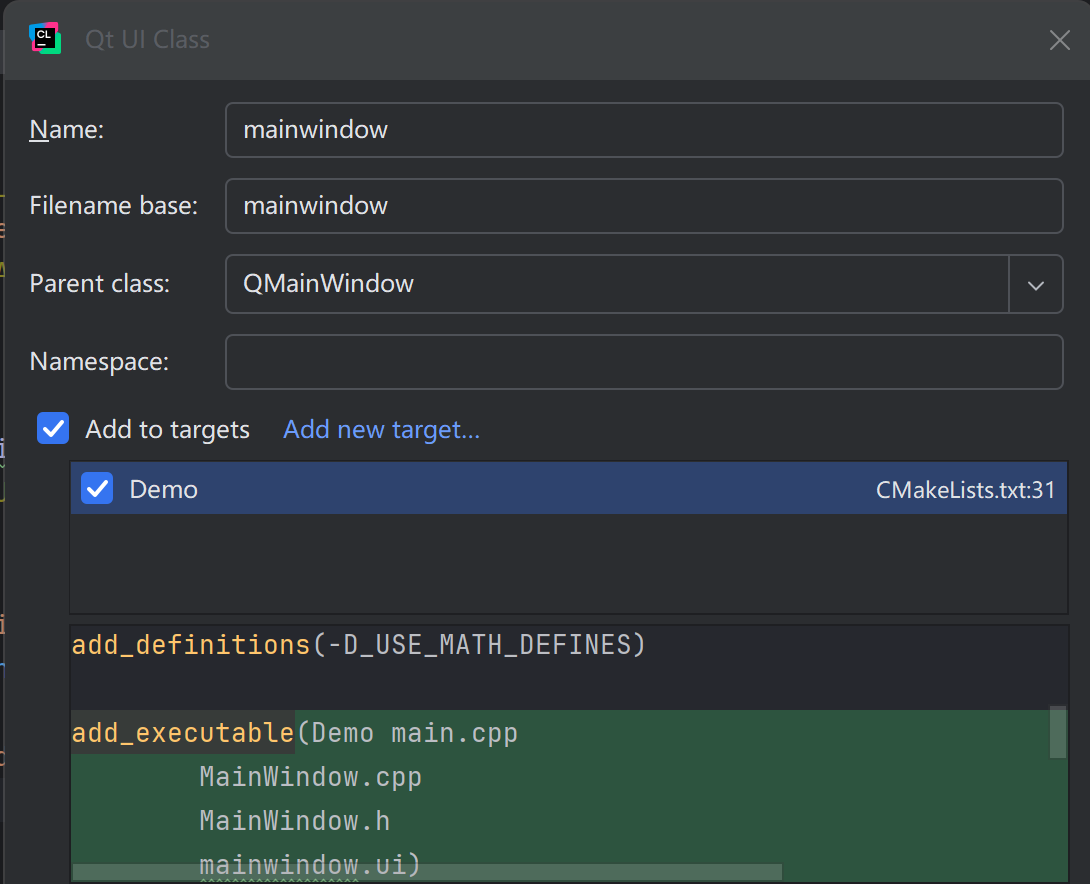 CL
Qt UI Class
Name: mainwindow
Filename base: mainwindow
Parent class: QMainWindow
Namespace:
Add to targets Add new target...
Demo CMakeLists.txt:31
add_definitions(-D_USE_MATH_DEFINES)
add_executable(Demo main.cpp
MainWindow.cpp
MainWindow.h
mainwindow.ui)